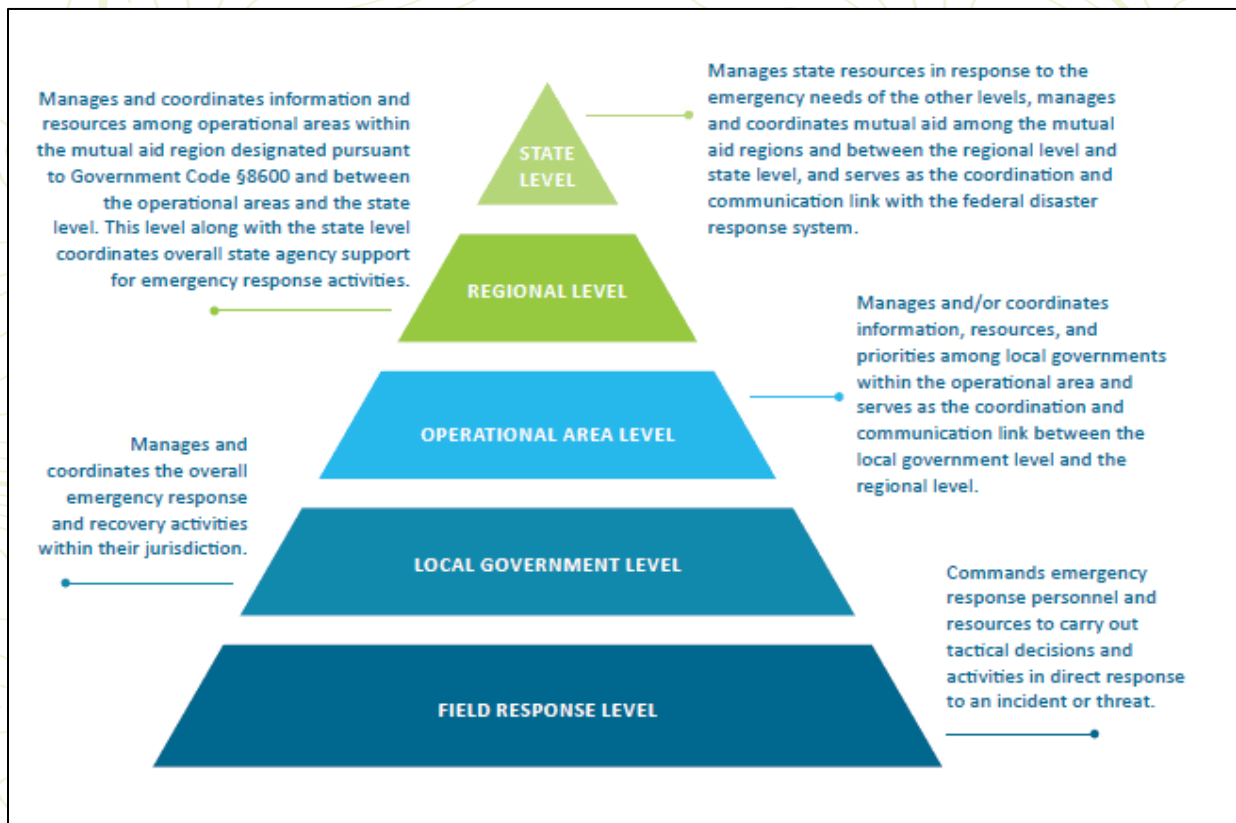 Manages state resources in response to the
emergency needs of the other levels, manages
and coordinates mutual aid among the mutual
aid regions and between the regional level and
state level, and serves as the coordination and
communication link with the federal disaster
response system.
Manages and coordinates information and
resources among operational areas within
the mutual aid region designated pursuant
to Government Code §8600 and between
the operational areas and the state
level. This level along with the state level
coordinates overall state agency support
for emergency response activities.
STATE
LEVEL
REGIONAL LEVEL
Manages and/or coordinates
information, resources, and
priorities among local governments
within the operational area and
serves as the coordination and
communication link between the
local government level and the
regional level.
OPERATIONAL AREA LEVEL
Manages and
coordinates the overall
emergency response
and recovery activities
within their jurisdiction.
LOCAL GOVERNMENT LEVEL
Commands emergency
response personnel and
resources to carry out
tactical decisions and
activities in direct response
to an incident or threat.
FIELD RESPONSE LEVEL